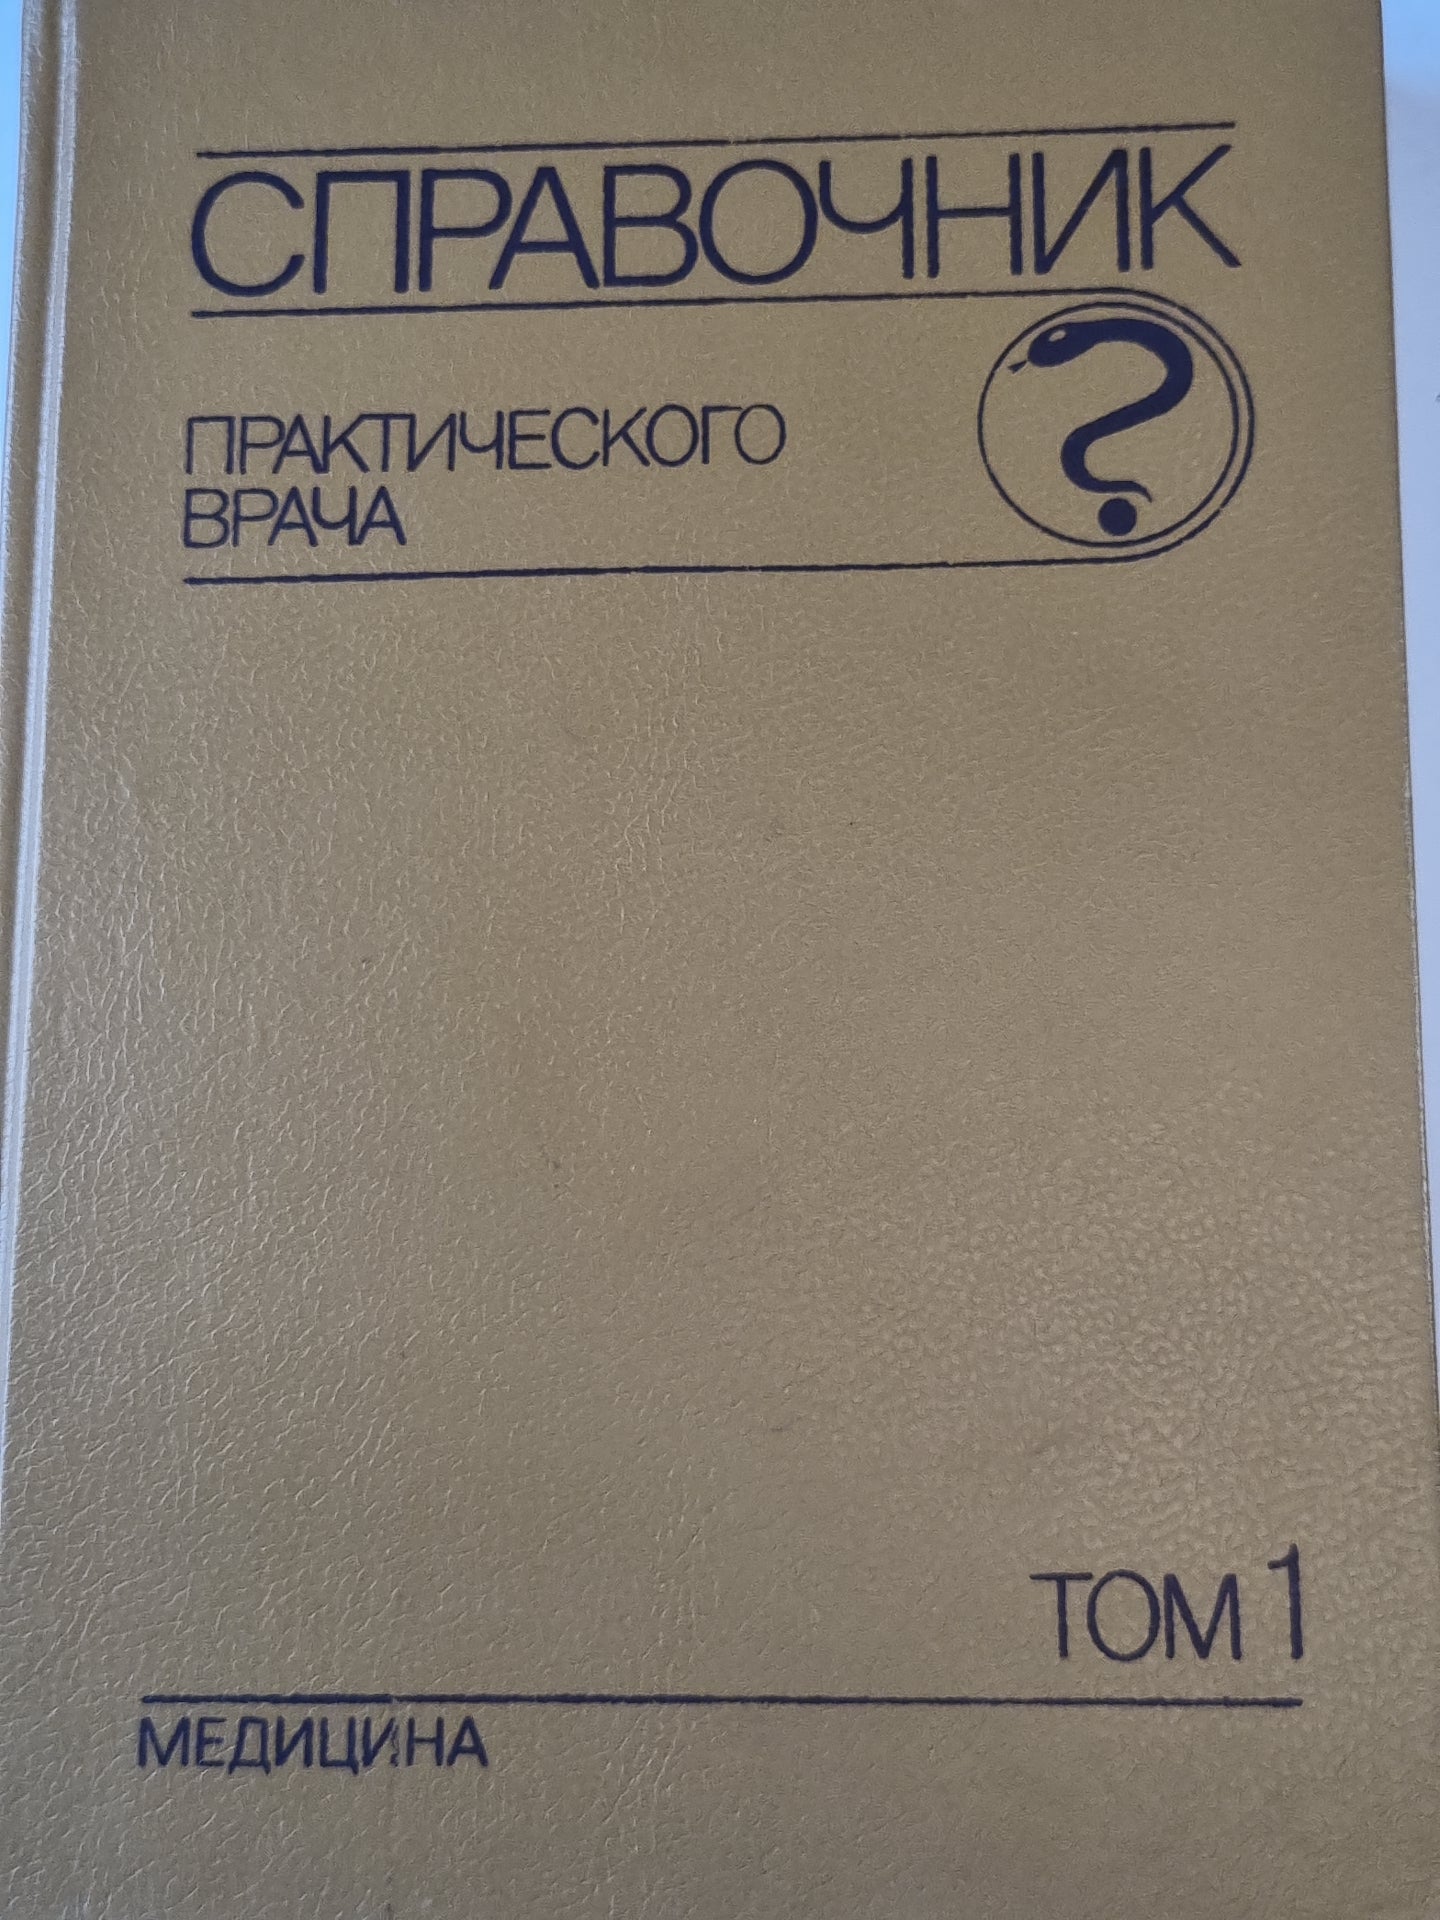 СПРАВОЧНИК
ПРАКТИЧЕСКОГО
ВРАЧА
ТОМ 1
МЕДИЦИНА